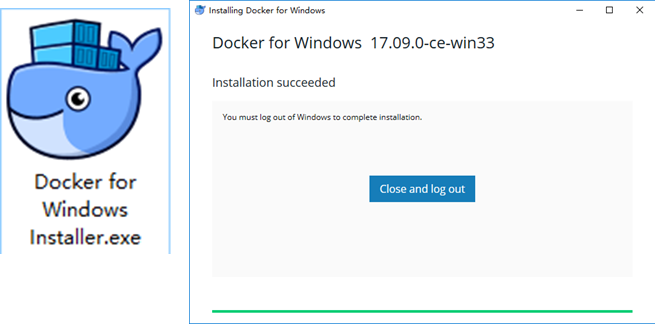 Docker for
Windows
Installer.exe
Installing Docker for Windows
Docker for Windows 17.09.0-ce-win33
Installation succeeded
You must log out of Windows to complete installation.
Close and log out